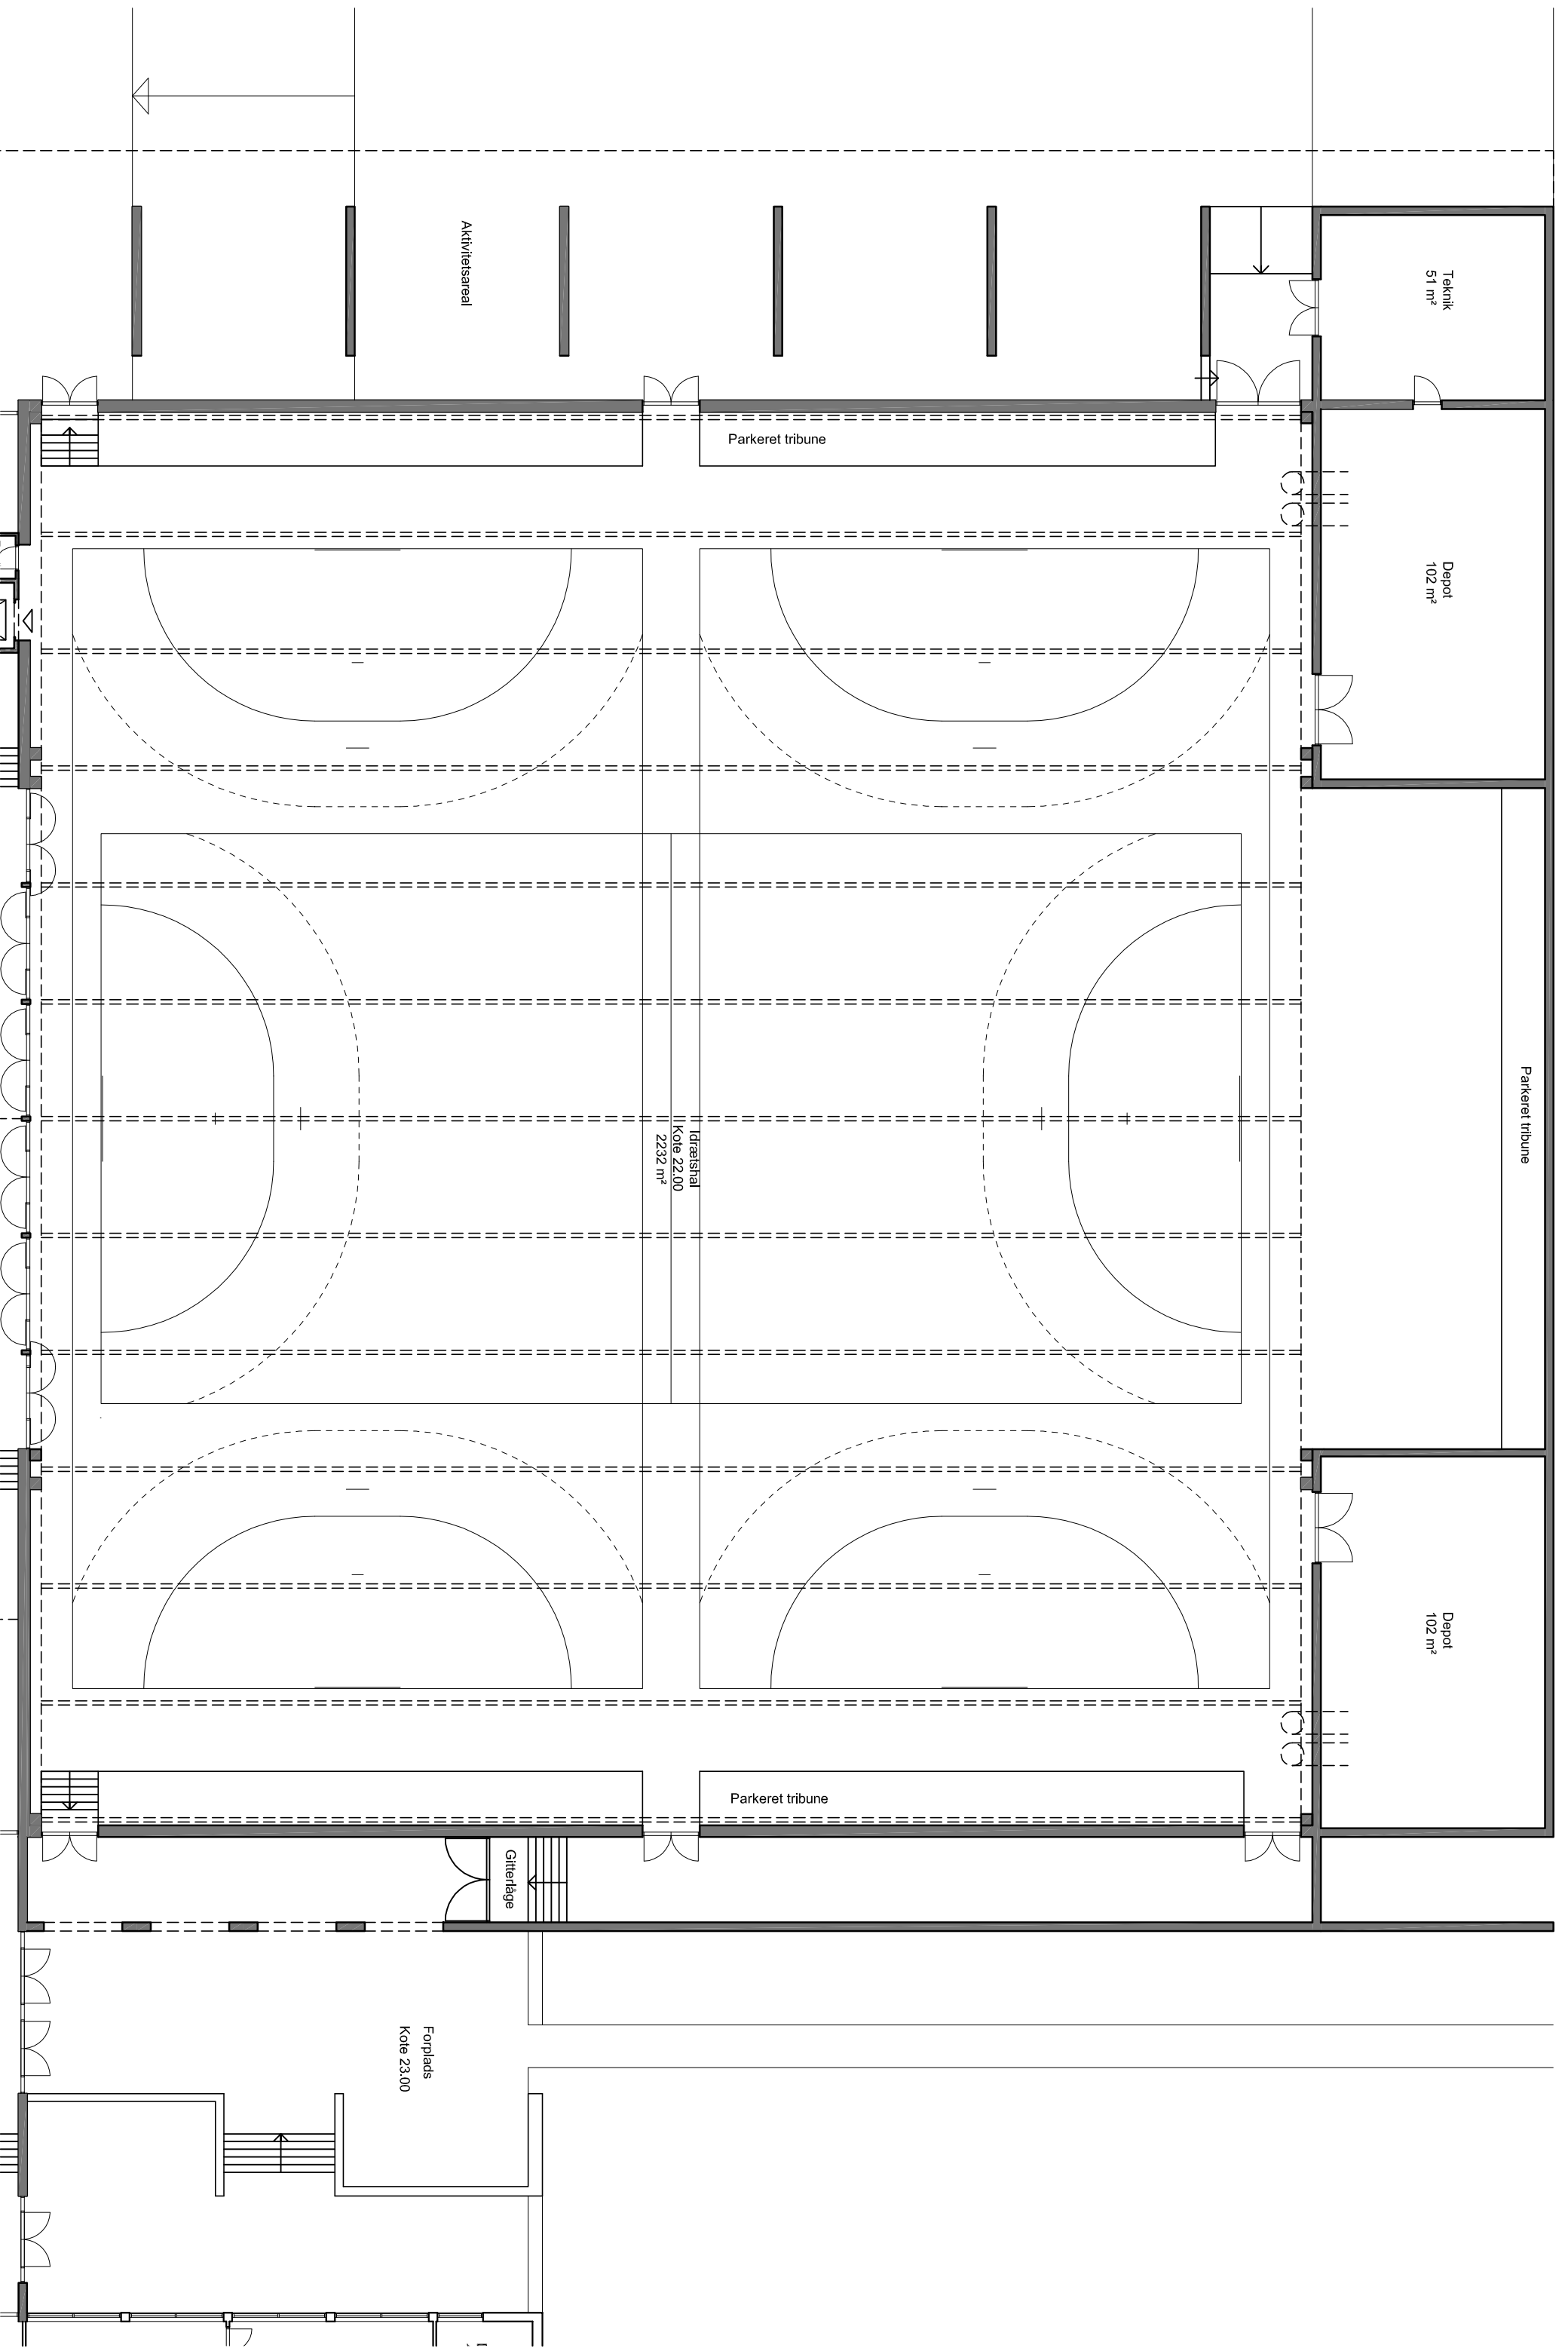 Aktivitetsareal
Teknik
51 m²
Parkeret tribune
Depot
102 m²
Parkeret tribune
Idrætshal
Kote 22.00
2232 m²
Depot
102 m²
Parkeret tribune
Gitterlåge
Forplads
Kote 23.00